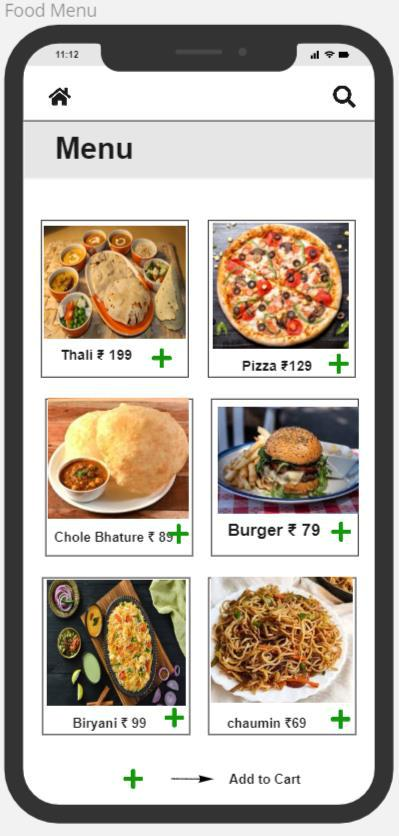 Food Menu
11:12
Menu
Thali ₹ 199
Pizza ₹129
Chole Bhature ₹ 89
Burger ₹ 79
Biryani ₹ 99
chaumin ₹69
Add to Cart